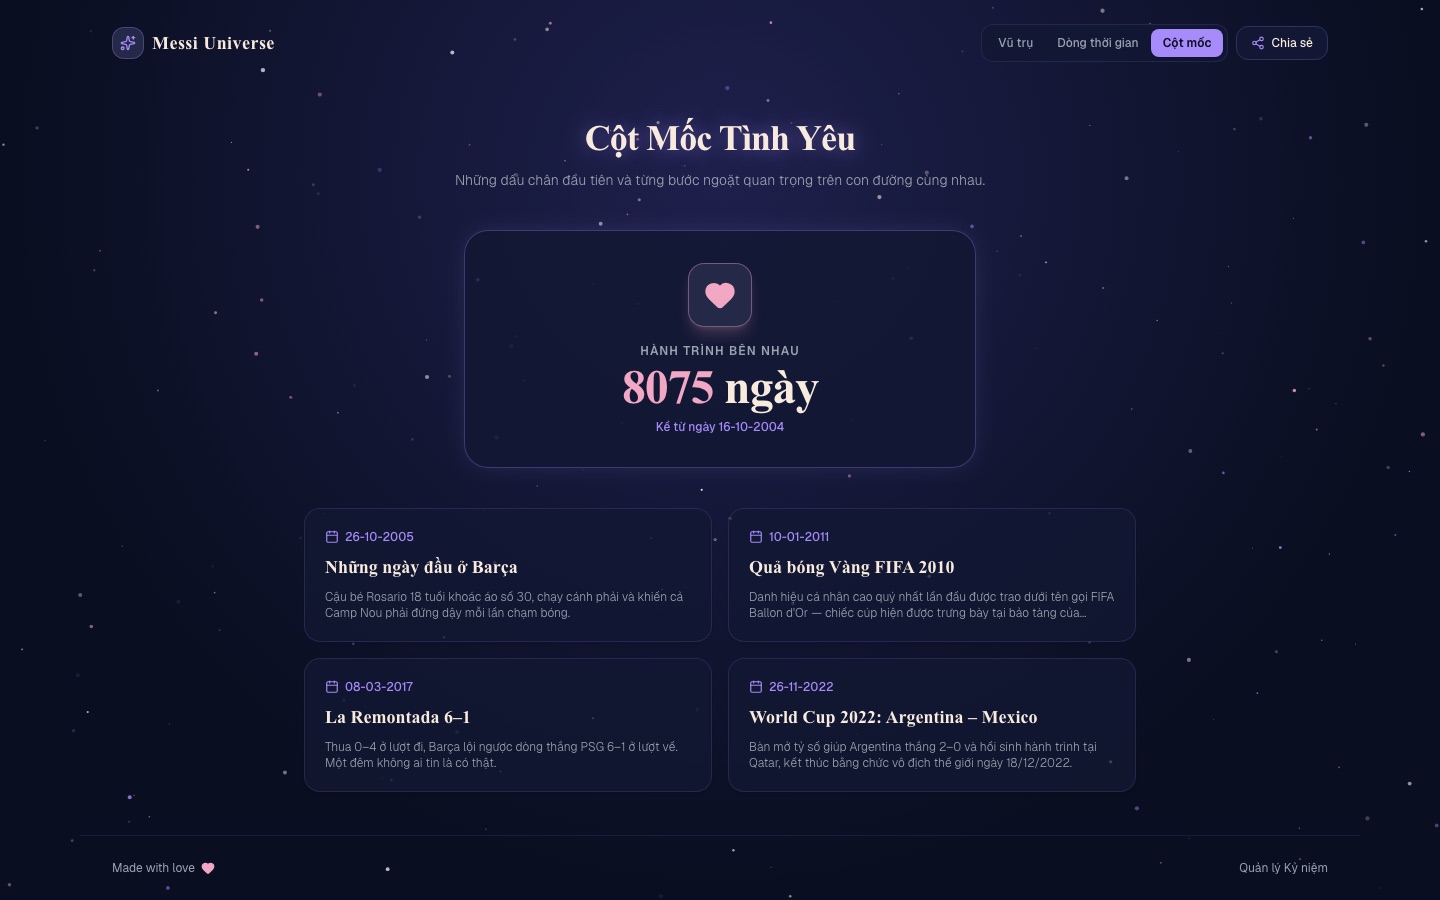 Messi Universe
Vũ trụ
Dòng thời gian
Cột mốc
Chia sẻ
Cột Mốc Tình Yêu
Những dấu chân đầu tiên và từng bước ngoặt quan trọng trên con đường cùng nhau.
HÀNH TRÌNH BÊN NHAU
8075 ngày
Kể từ ngày 16-10-2004
26-10-2005
Những ngày đầu ở Barça
Cậu bé Rosario 18 tuổi khoác áo số 30, chạy cánh phải và khiến cả
Camp Nou phải đứng dậy mỗi lần chạm bóng.
10-01-2011
Quả bóng Vàng FIFA 2010
Danh hiệu cá nhân cao quý nhất lần đầu được trao dưới tên gọi FIFA
Ballon d'Or — chiếc cúp hiện được trưng bày tại bảo tàng của…
08-03-2017
La Remontada 6–1
Thua 0–4 ở lượt đi, Barça lội ngược dòng thắng PSG 6–1 ở lượt về.
Một đêm không ai tin là có thật.
26-11-2022
World Cup 2022: Argentina – Mexico
Bàn mở tỷ số giúp Argentina thắng 2–0 và hồi sinh hành trình tại
Qatar, kết thúc bằng chức vô địch thế giới ngày 18/12/2022.
Made with love
Quản lý Kỷ niệm